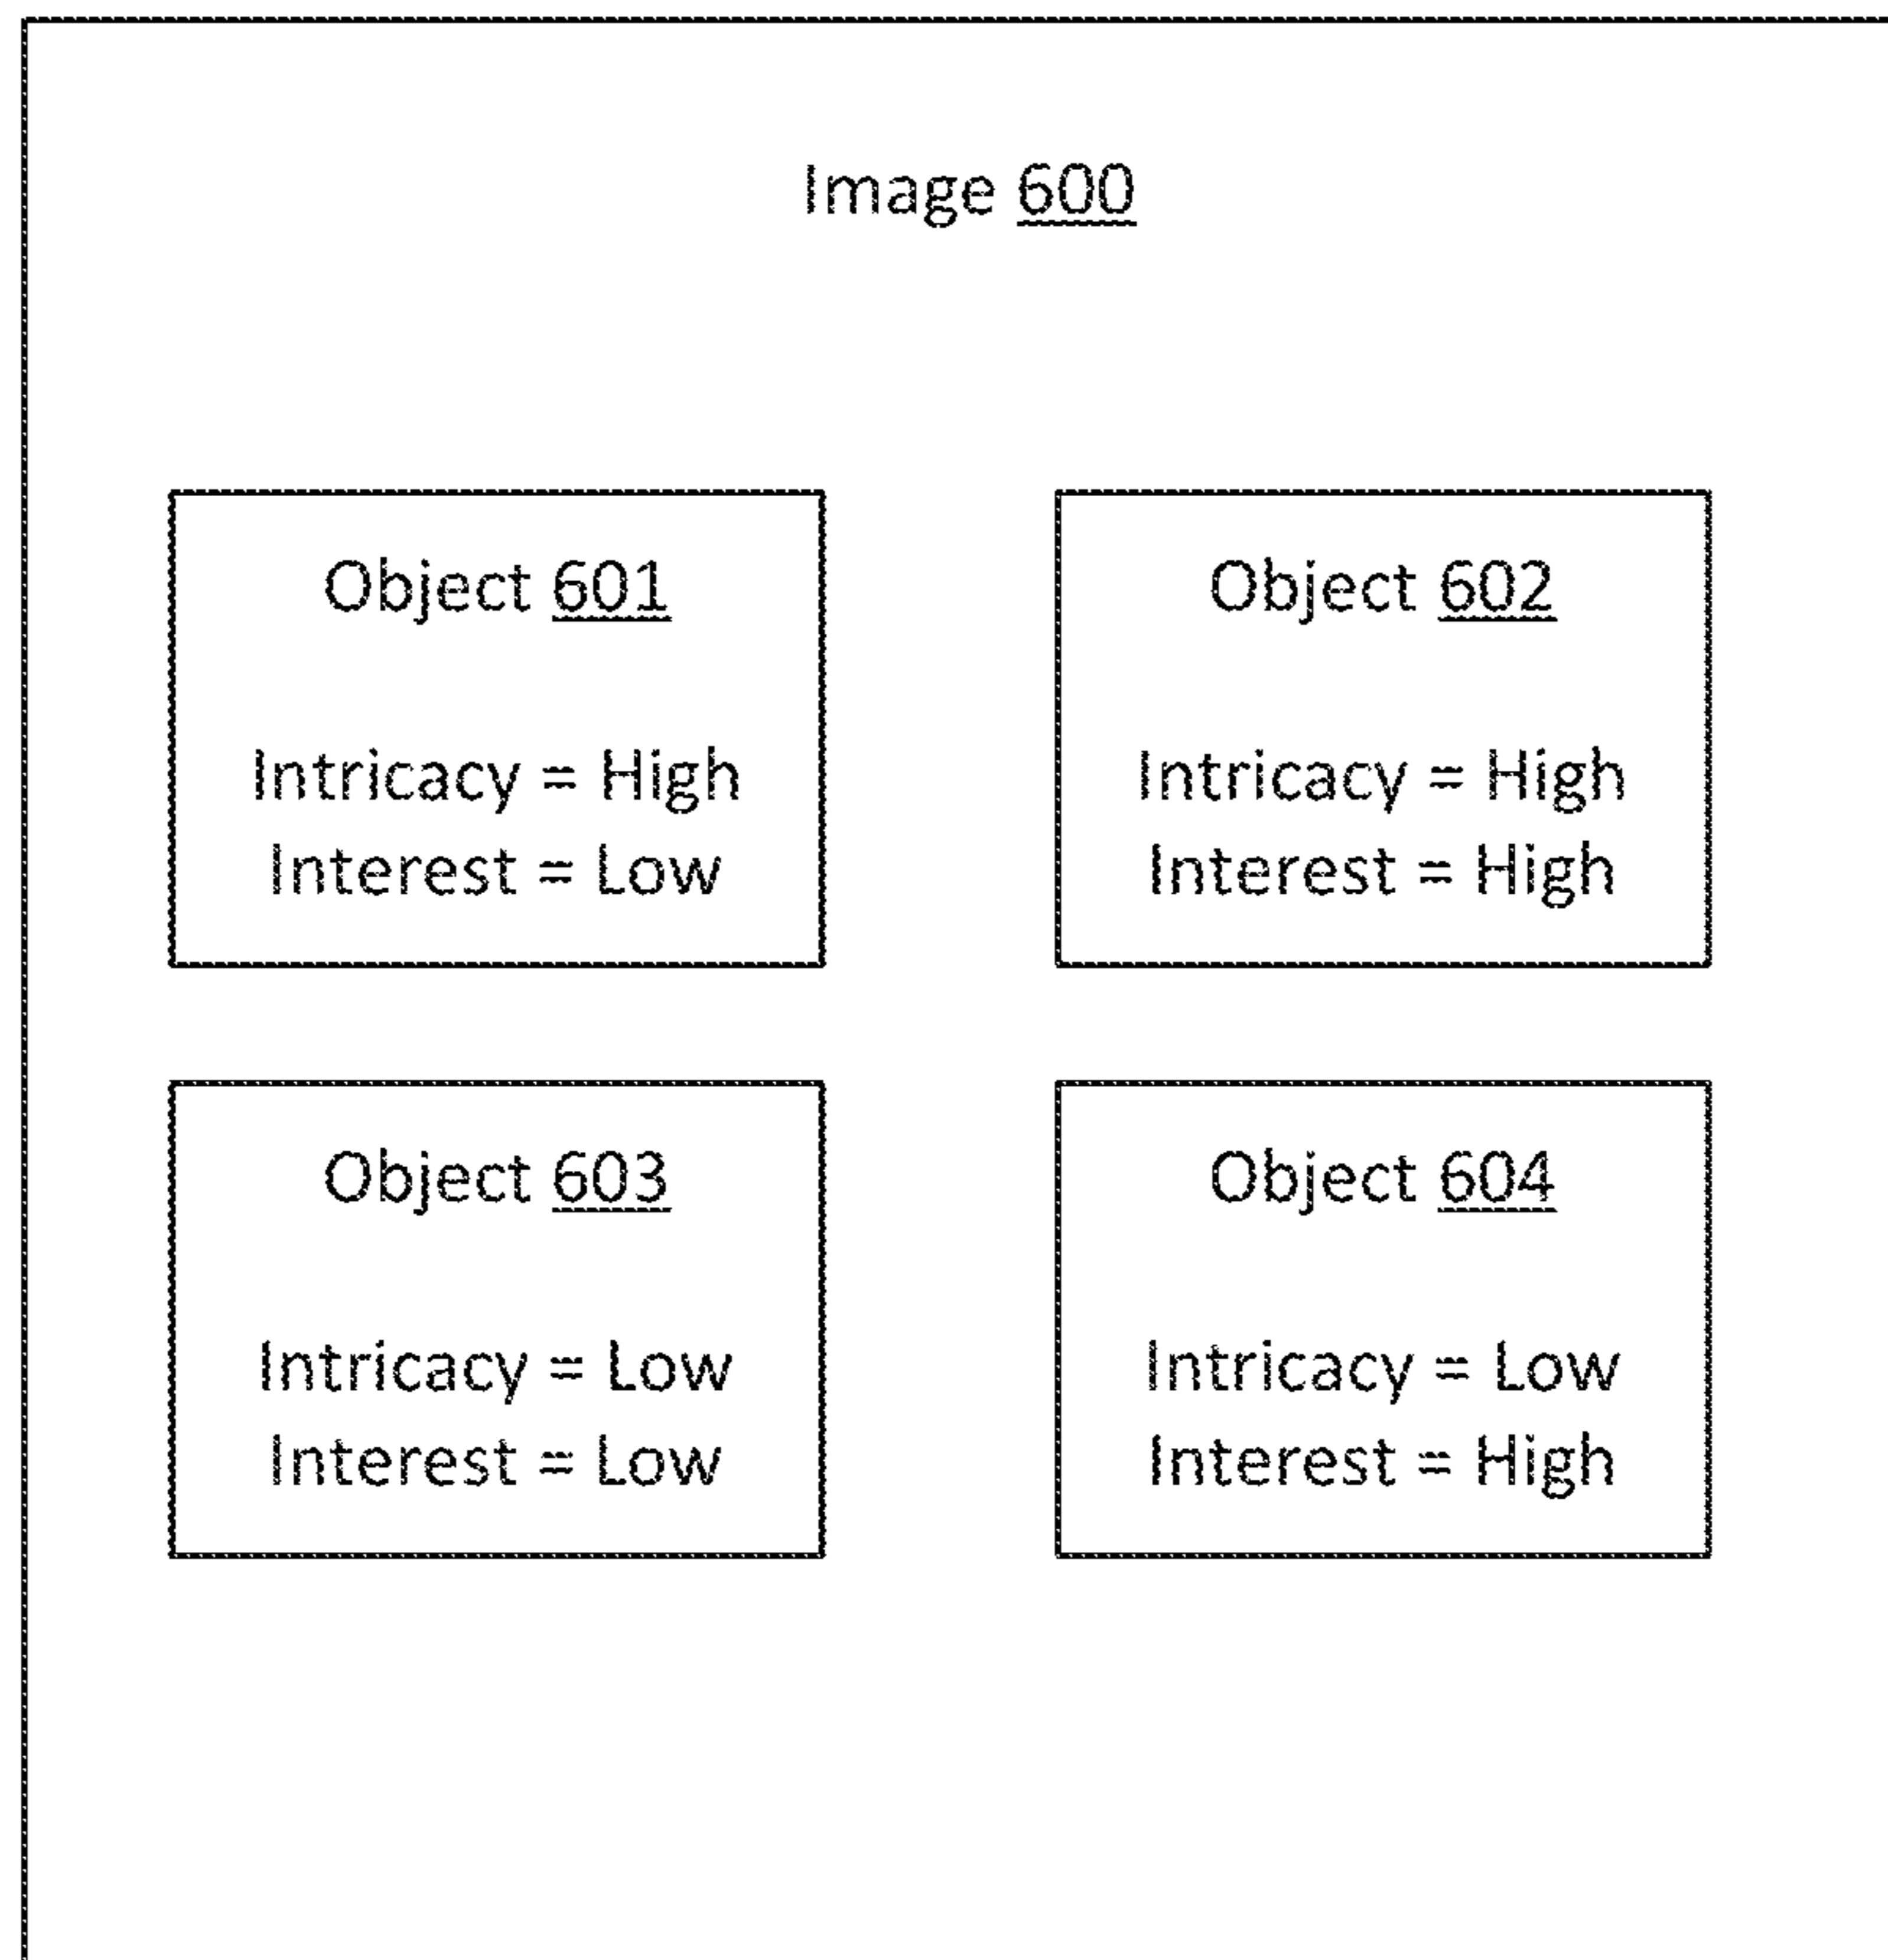 Image 600
Object 601
Intricacy = High
Interest = Low
Object 602
Intricacy = High
Interest = High
Object 603
Intricacy = Low
Interest = Low
Object 604
Intricacy = Low
Interest = High